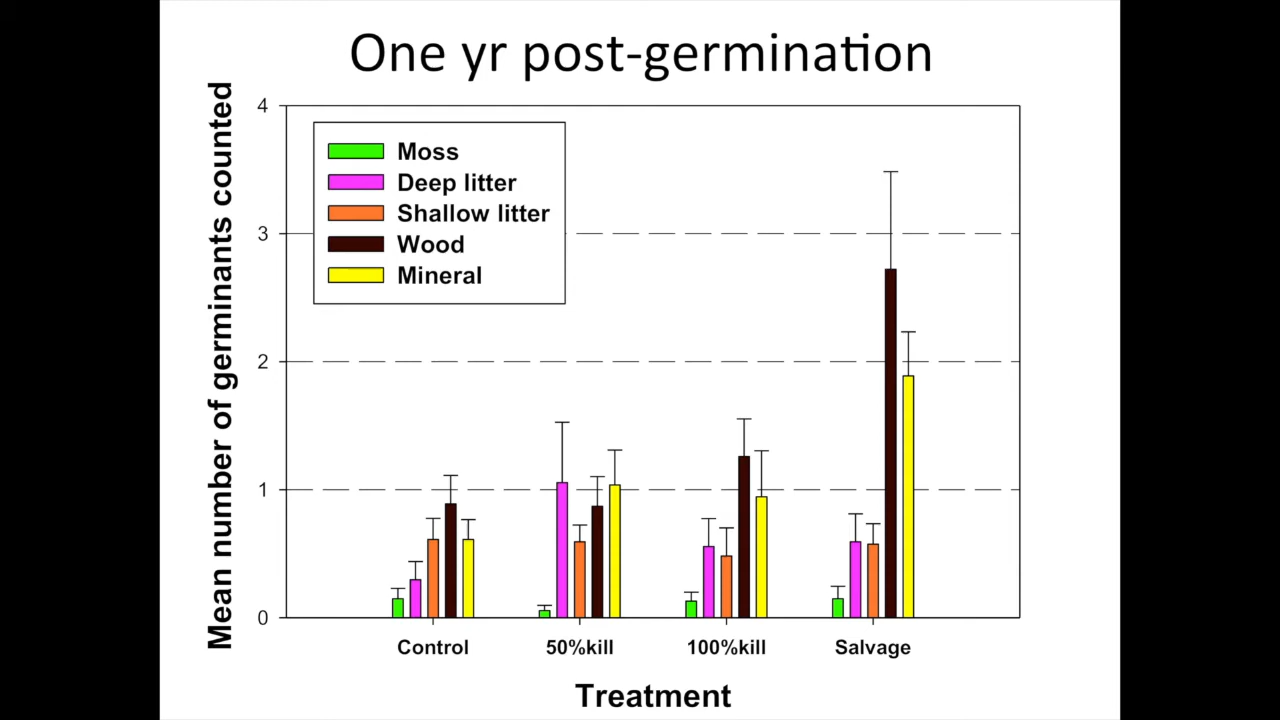 One yr post-germination
Mean number of germinants counted
4
3
2
1
0
Moss
Deep litter
Shallow litter
Wood
Mineral
Control
50%kill
100%kill
Salvage
Treatment